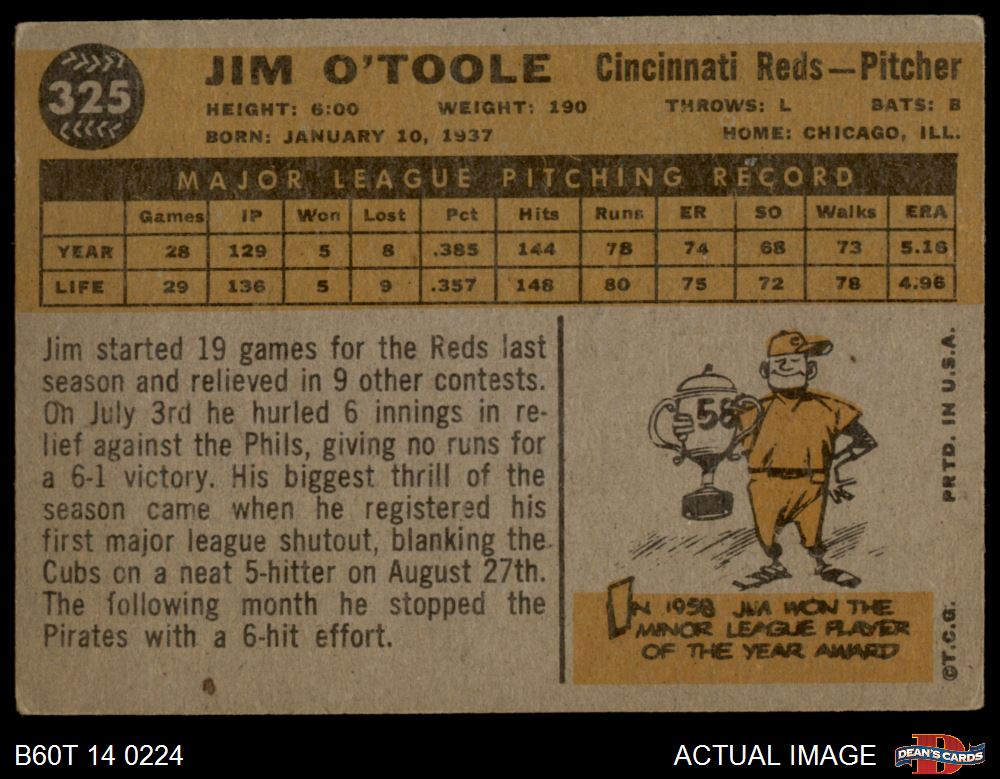 325
JIM O'TOOLE Cincinnati Reds—Pitcher
HEIGHT: 6:00 WEIGHT: 190 THROWS: L BATS: B
BORN: JANUARY 10, 1937 HOME: CHICAGO, ILL.
MAJOR LEAGUE PITCHING RECORD
Games IP Won Lost Pct Hits Runs ER SO Walks ERA
YEAR 28 129 5 8 .385 144 78 74 68 73 5.16
LIFE 29 136 5 9 .357 148 80 75 72 78 4.96
Jim started 19 games for the Reds last
season and relieved in 9 other contests.
On July 3rd he hurled 6 innings in re-
lief against the Phils, giving no runs for
a 6-1 victory. His biggest thrill of the
season came when he registered his
first major league shutout, blanking the
Cubs on a neat 5-hitter on August 27th.
The following month he stopped the
Pirates with a 6-hit effort.
C
58
IN 1958 JIM WON THE
MINOR LEAGUE PLAYER
OF THE YEAR AWARD
PRTD. IN U.S.A.
©T.C.G.
B60T 14 0224 ACTUAL IMAGE
D
DEAN'S CARDS